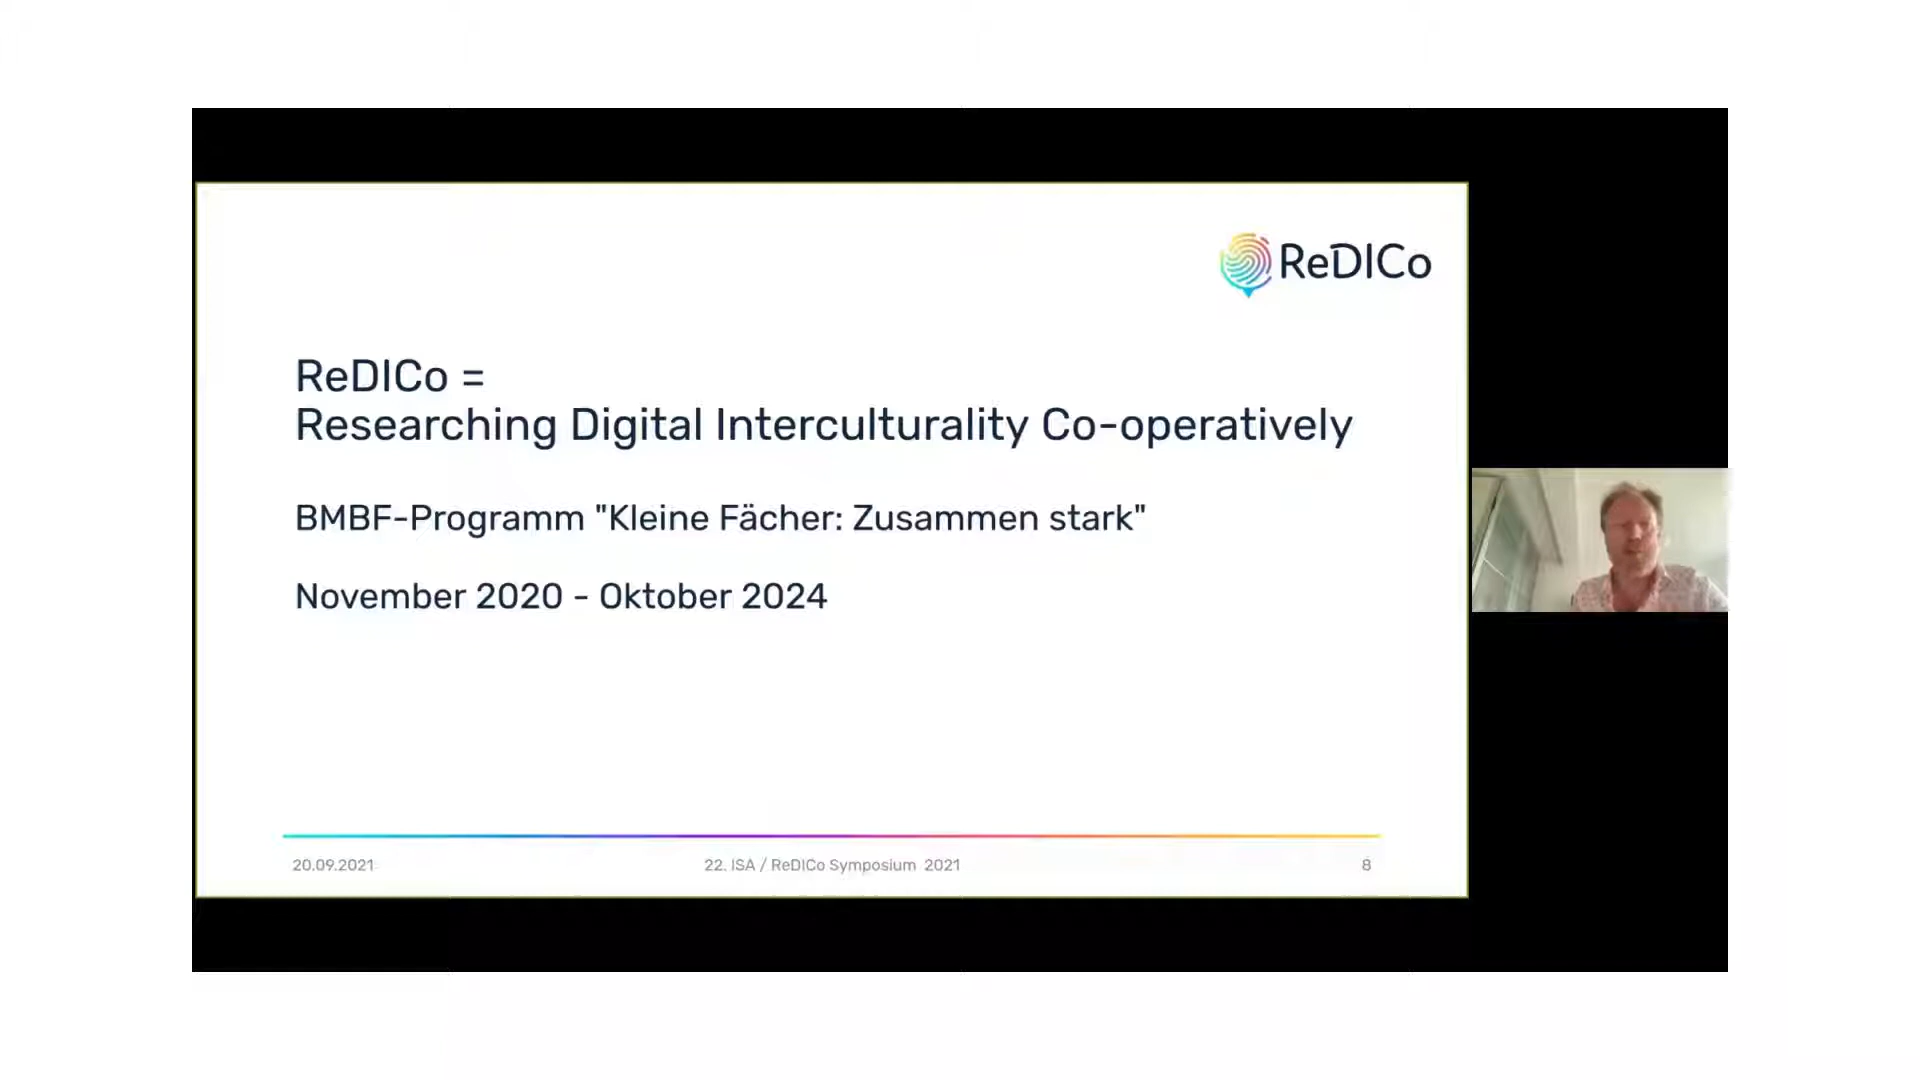 ReDICo
ReDICo =
Researching Digital Interculturality Co-operatively
BMBF-Programm "Kleine Fächer: Zusammen stark"
November 2020 - Oktober 2024
20.09.2021
22. ISA / ReDICo Symposium 2021
8